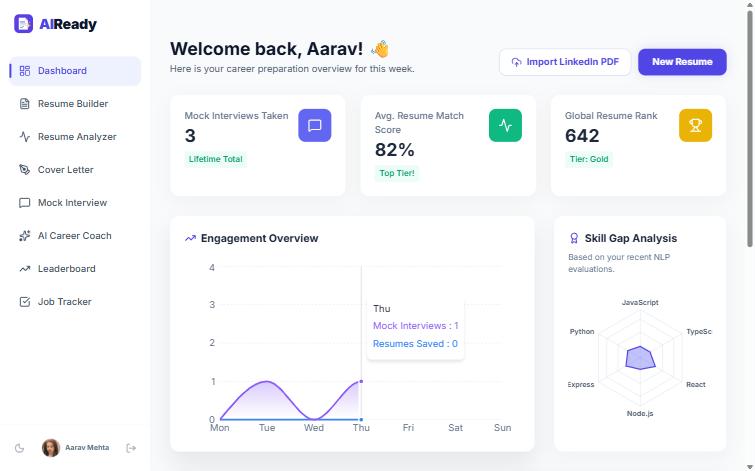 AIReady
Dashboard
Resume Builder
Resume Analyzer
Cover Letter
Mock Interview
AI Career Coach
Leaderboard
Job Tracker
Aarav Mehta
Welcome back, Aarav! 👋
Here is your career preparation overview for this week.
Import LinkedIn PDF
New Resume
Mock Interviews Taken
3
Lifetime Total
Avg. Resume Match
Score
82%
Top Tier!
Global Resume Rank
642
Tier: Gold
Engagement Overview
4
3
2
1
0
Mon Tue Wed Thu Fri Sat Sun
Thu
Mock Interviews : 1
Resumes Saved : 0
Skill Gap Analysis
Based on your recent NLP
evaluations.
JavaScript
Python
TypeSc
Express
React
Node.js